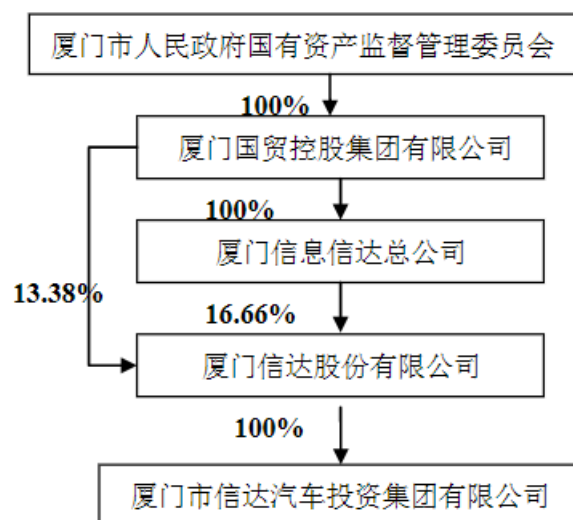 厦门市人民政府国有资产监督管理委员会
100%
厦门国贸控股集团有限公司
100%
厦门信息信达总公司
13.38%
16.66%
厦门信达股份有限公司
100%
厦门市信达汽车投资集团有限公司